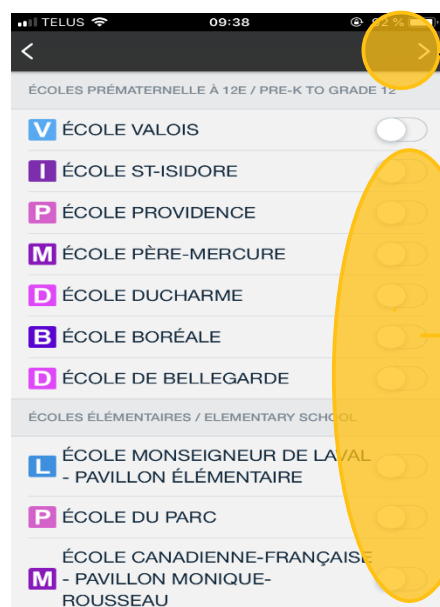 TELUS 09:38 92 %
ÉCOLES PRÉMATERNELLE À 12E / PRE-K TO GRADE 12
V ÉCOLE VALOIS
I ÉCOLE ST-ISIDORE
P ÉCOLE PROVIDENCE
M ÉCOLE PÈRE-MERCURE
D ÉCOLE DUCHARME
B ÉCOLE BORÉALE
D ÉCOLE DE BELLEGARDE
ÉCOLES ÉLÉMENTAIRES / ELEMENTARY SCHOOL
L ÉCOLE MONSEIGNEUR DE LAVAL
- PAVILLON ÉLÉMENTAIRE
P ÉCOLE DU PARC
ÉCOLE CANADIENNE-FRANÇAISE
M - PAVILLON MONIQUE-
ROUSSEAU